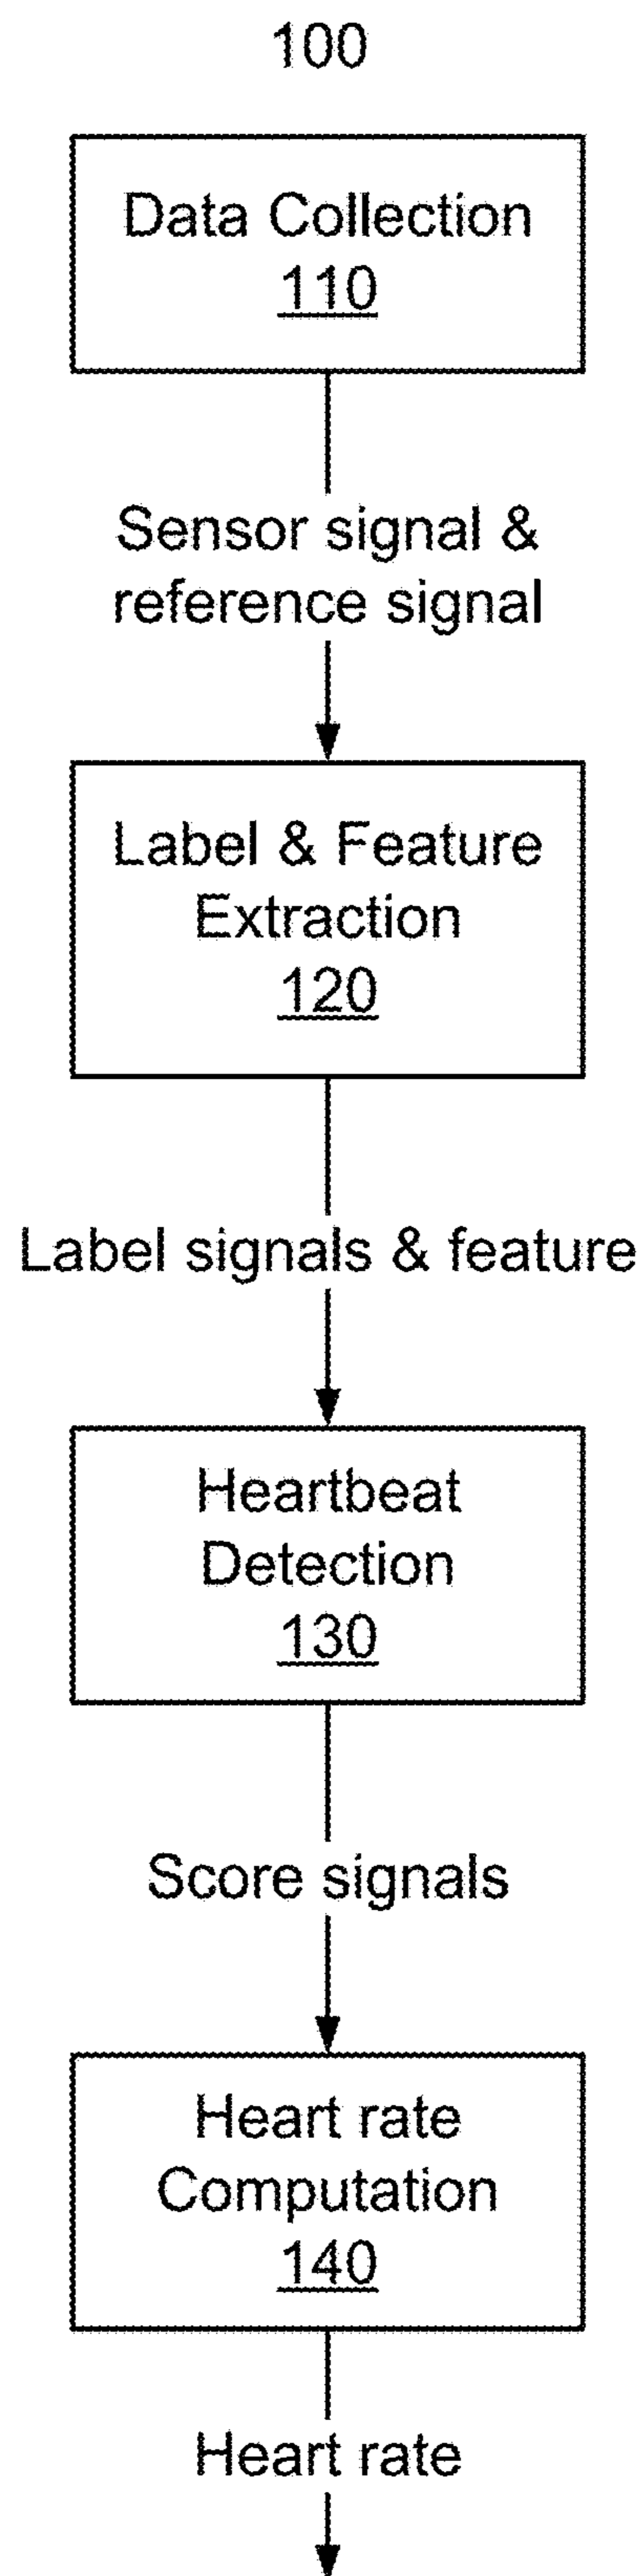 100
Data Collection
110
Sensor signal &
reference signal
Label & Feature
Extraction
120
Label signals & feature
Heartbeat
Detection
130
Score signals
Heart rate
Computation
140
Heart rate